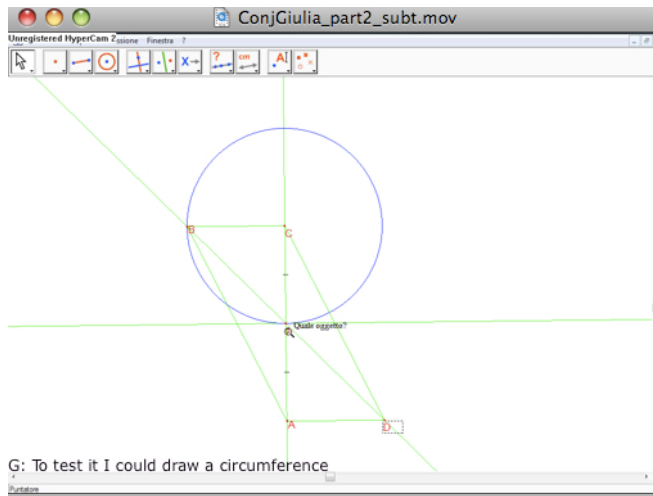 ConjGiulia_part2_subt.mov
Unregistered HyperCam 2 ssione Finestra ?
? cm A
B
C
Quale oggetto?
A
D
G: To test it I could draw a circumference
Puntatore